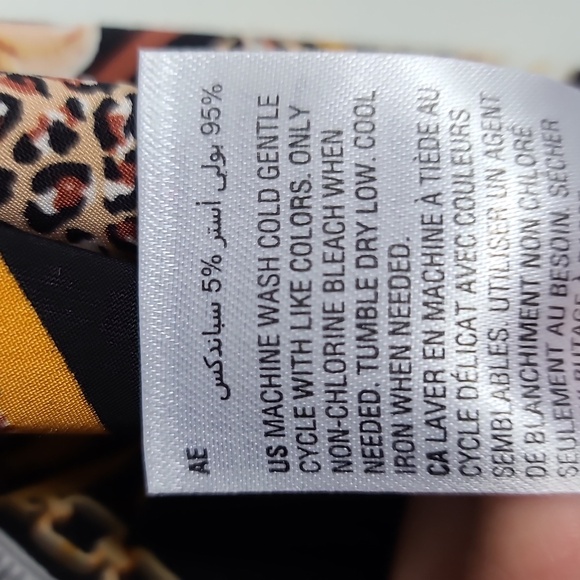 AE
95% بولی أستر 5% سباندكس
US MACHINE WASH COLD GENTLE
CYCLE WITH LIKE COLORS. ONLY
NON-CHLORINE BLEACH WHEN
NEEDED. TUMBLE DRY LOW. COOL
IRON WHEN NEEDED.
CA LAVER EN MACHINE À TIÈDE AU
CYCLE DÉLICAT AVEC COULEURS
SEMBLABLES. UTILISER UN AGENT
DE BLANCHIMENT NON CHLORÉ
SEULEMENT AU BESOIN. SÉCHER